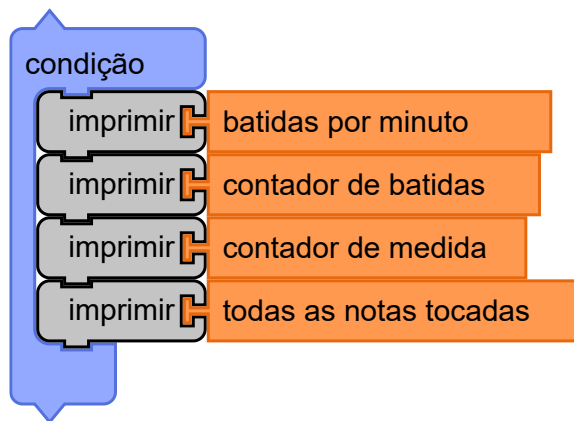 condição
imprimir batidas por minuto
imprimir contador de batidas
imprimir contador de medida
imprimir todas as notas tocadas